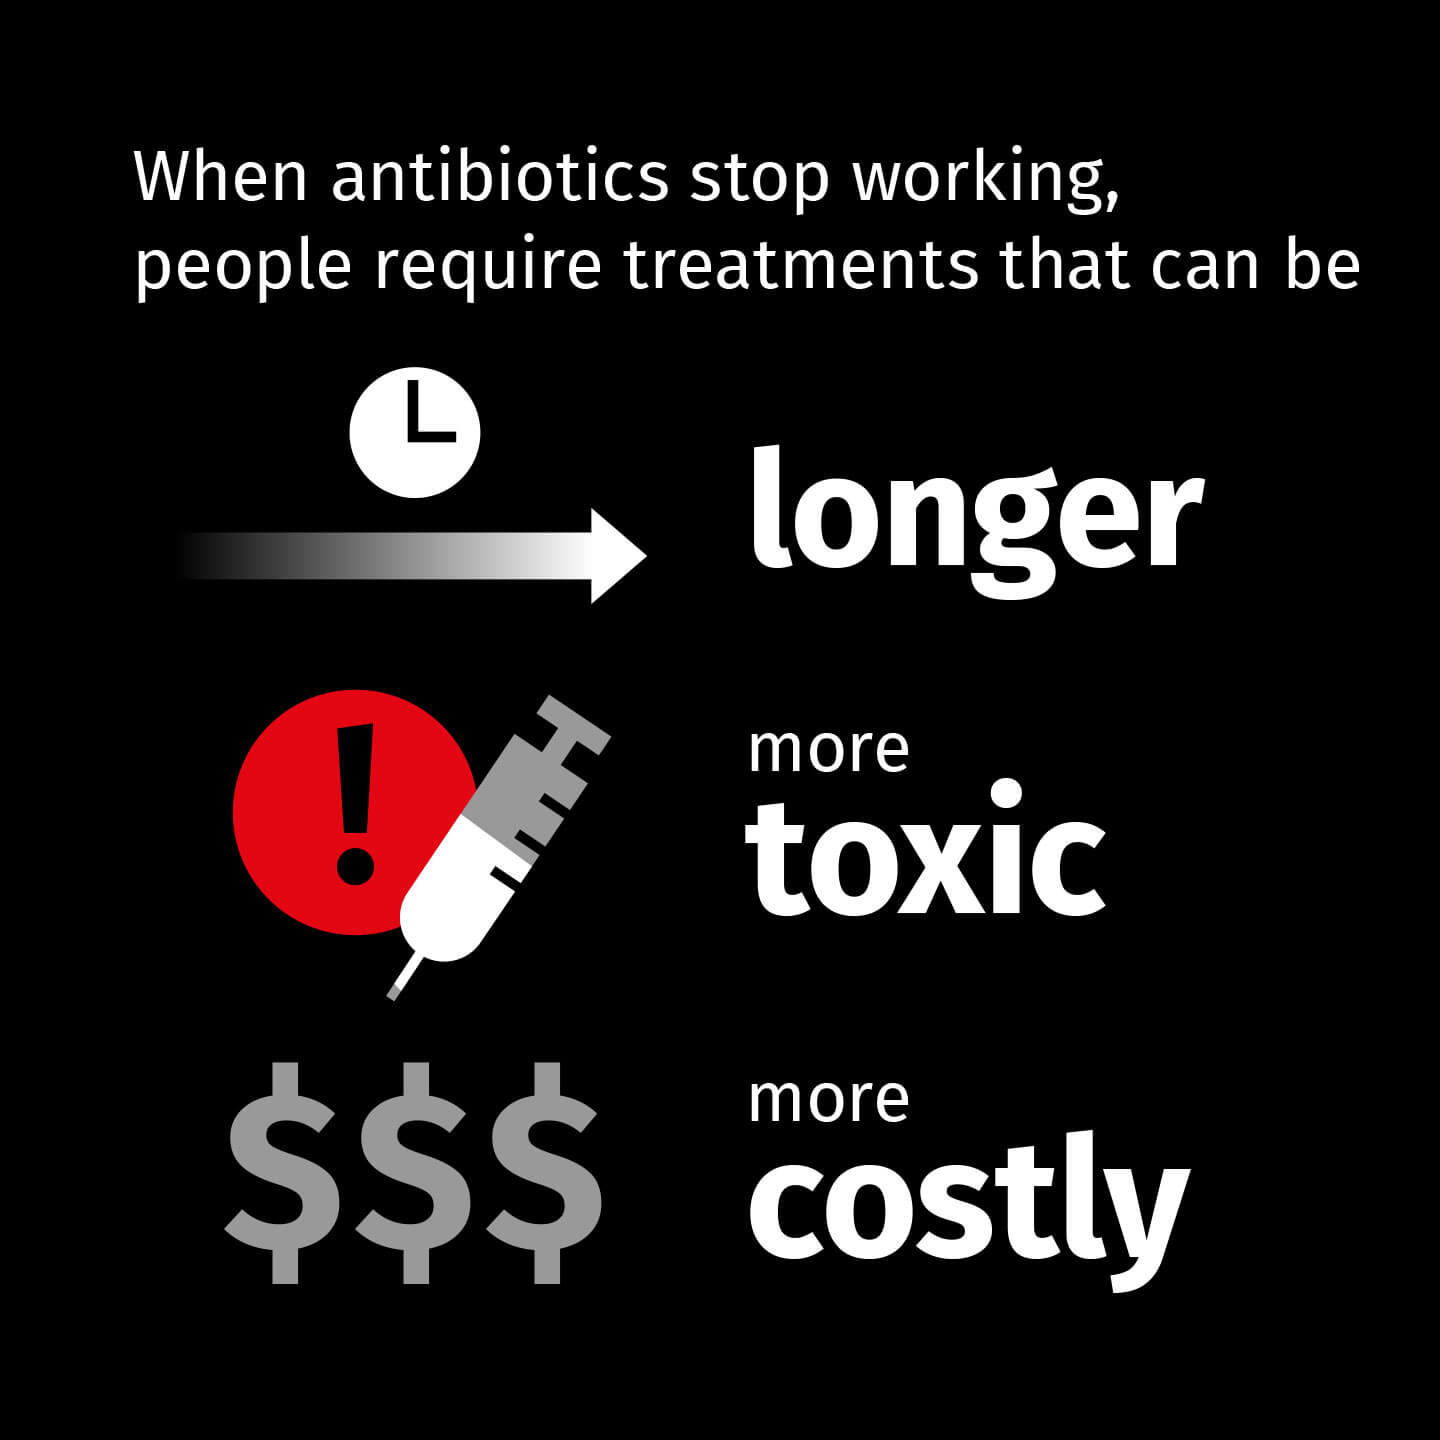 When antibiotics stop working,
people require treatments that can be
longer
!
more
toxic
$$$
more
costly